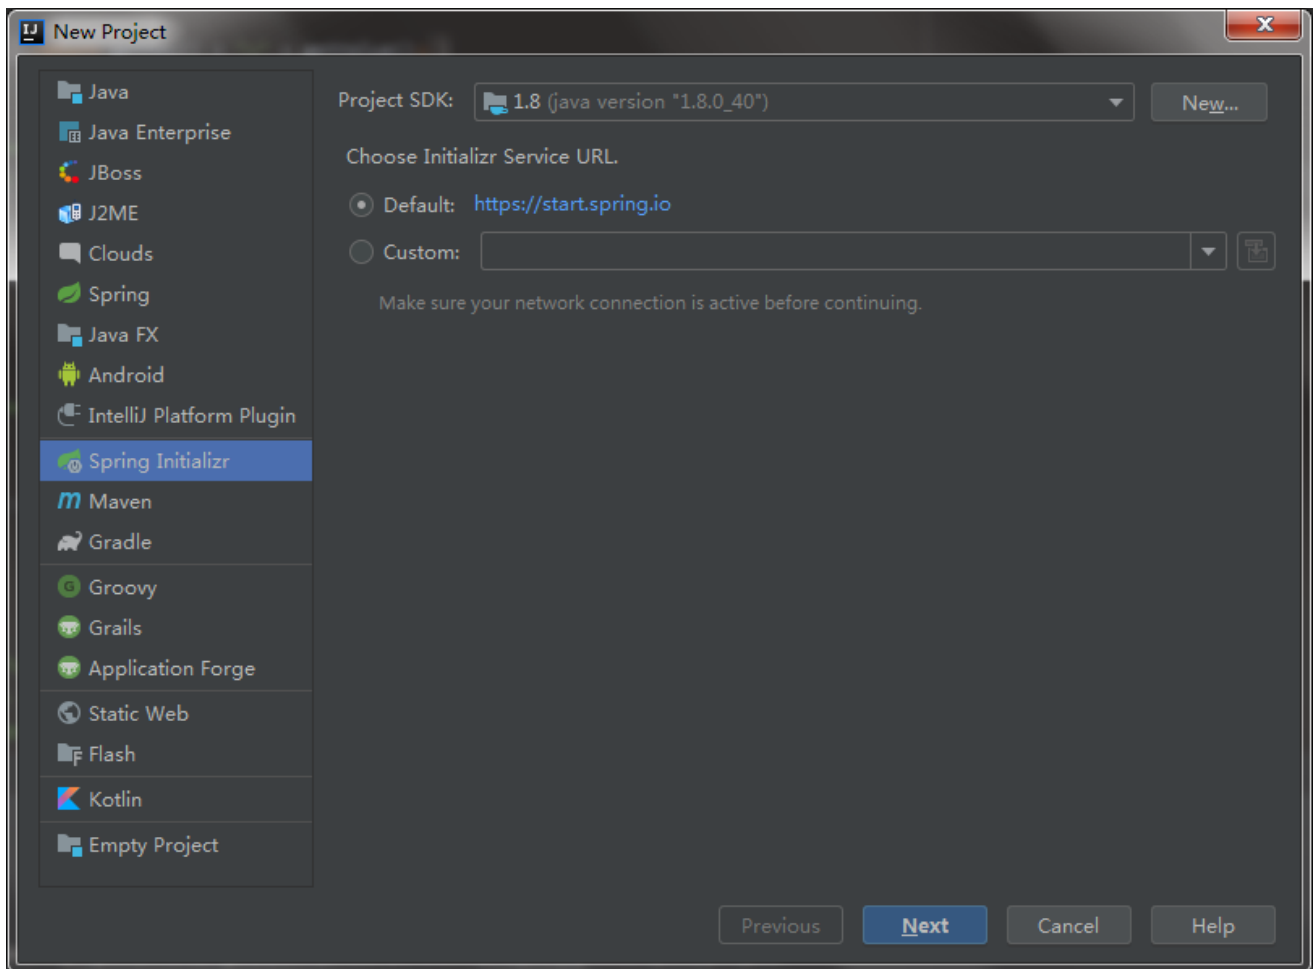 New Project
Java
Java Enterprise
JBoss
J2ME
Clouds
Spring
Java FX
Android
IntelliJ Platform Plugin
Spring Initializr
Maven
Gradle
Groovy
Grails
Application Forge
Static Web
Flash
Kotlin
Empty Project
Project SDK: 1.8 (java version "1.8.0_40") New...
Choose Initializr Service URL.
Default: https://start.spring.io
Custom:
Make sure your network connection is active before continuing.
Previous Next Cancel Help